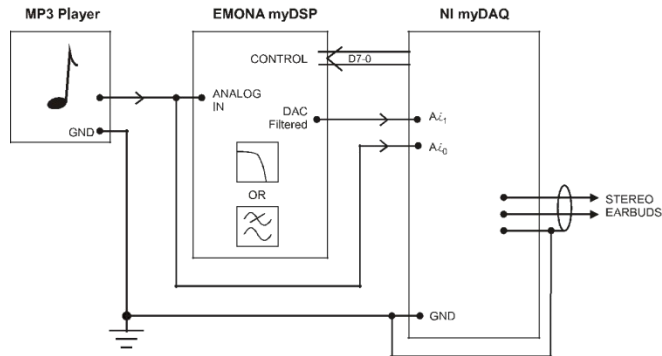 MP3 Player
EMONA myDSP
NI myDAQ
CONTROL
D7-0
ANALOG
IN
DAC
Filtered
Ai1
Ai0
GND
OR
STEREO
EARBUDS
GND